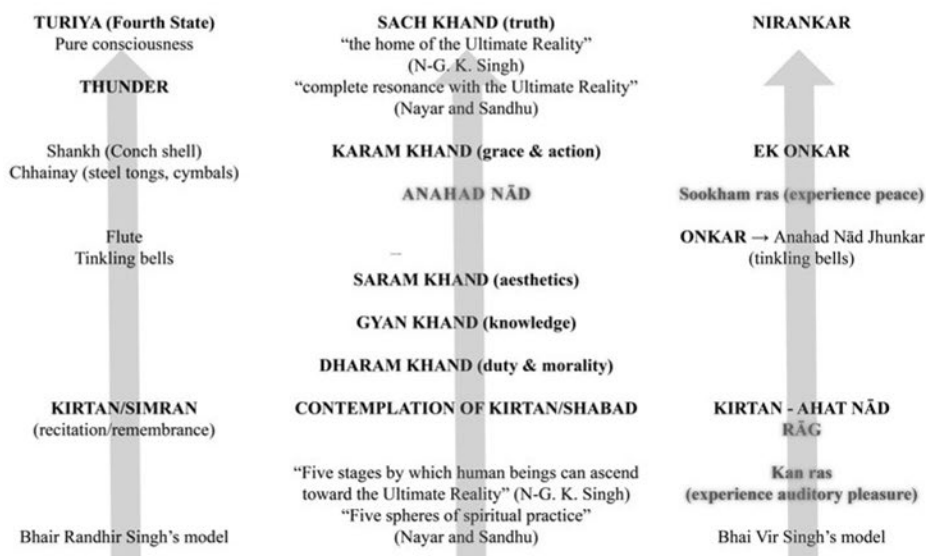 TURIYA (Fourth State)
Pure consciousness
THUNDER
Shankh (Conch shell)
Chhainay (steel tongs, cymbals)
Flute
Tinkling bells
KIRTAN/SIMRAN
(recitation/remembrance)
Bhair Randhir Singh's model
SACH KHAND (truth)
“the home of the Ultimate Reality”
(N-G. K. Singh)
“complete resonance with the Ultimate Reality”
(Nayar and Sandhu)
KARAM KHAND (grace & action)
ANAHAD NĀD
SARAM KHAND (aesthetics)
GYAN KHAND (knowledge)
DHARAM KHAND (duty & morality)
CONTEMPLATION OF KIRTAN/SHABAD
“Five stages by which human beings can ascend
toward the Ultimate Reality” (N-G. K. Singh)
“Five spheres of spiritual practice”
(Nayar and Sandhu)
NIRANKAR
EK ONKAR
Sookham ras (experience peace)
ONKAR → Anahad Nād Jhunkar
(tinkling bells)
KIRTAN - AHAT NĀD
RĀG
Kan ras
(experience auditory pleasure)
Bhai Vir Singh's model